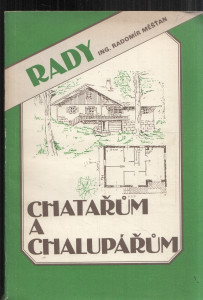 RADY
ING. RADOMÍR MĚŠŤAN
CHATAŘŮM
A
CHALUPÁŘŮM